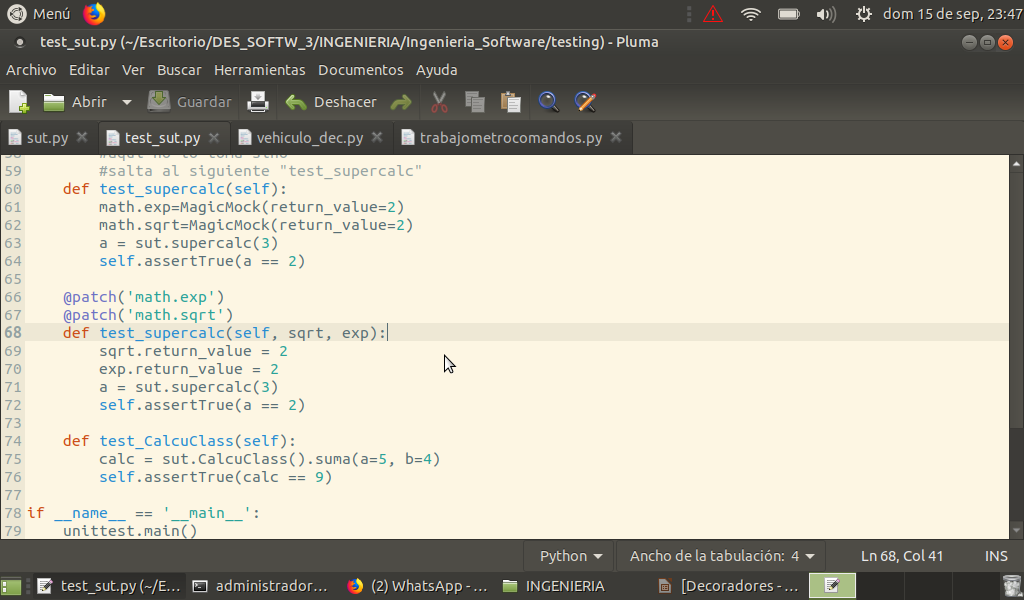 Menú
dom 15 de sep, 23:47
test_sut.py (~/Escritorio/DES_SOFTW_3/INGENIERIA/Ingenieria_Software/testing) - Pluma
Archivo Editar Ver Buscar Herramientas Documentos Ayuda
Abrir Guardar Deshacer
sut.py test_sut.py vehiculo_dec.py trabajometrocomandos.py
59 #salta al siguiente "test_supercalc"
60 def test_supercalc(self):
61 math.exp=MagicMock(return_value=2)
62 math.sqrt=MagicMock(return_value=2)
63 a = sut.supercalc(3)
64 self.assertTrue(a == 2)
65
66 @patch('math.exp')
67 @patch('math.sqrt')
68 def test_supercalc(self, sqrt, exp):
69 sqrt.return_value = 2
70 exp.return_value = 2
71 a = sut.supercalc(3)
72 self.assertTrue(a == 2)
73
74 def test_CalcuClass(self):
75 calc = sut.CalcuClass().suma(a=5, b=4)
76 self.assertTrue(calc == 9)
77
78 if __name__ == '__main__':
79 unittest.main()
Python Ancho de la tabulación: 4 Ln 68, Col 41 INS
test_sut.py (~/E... administrador... (2) WhatsApp - ... INGENIERIA [Decoradores - ...